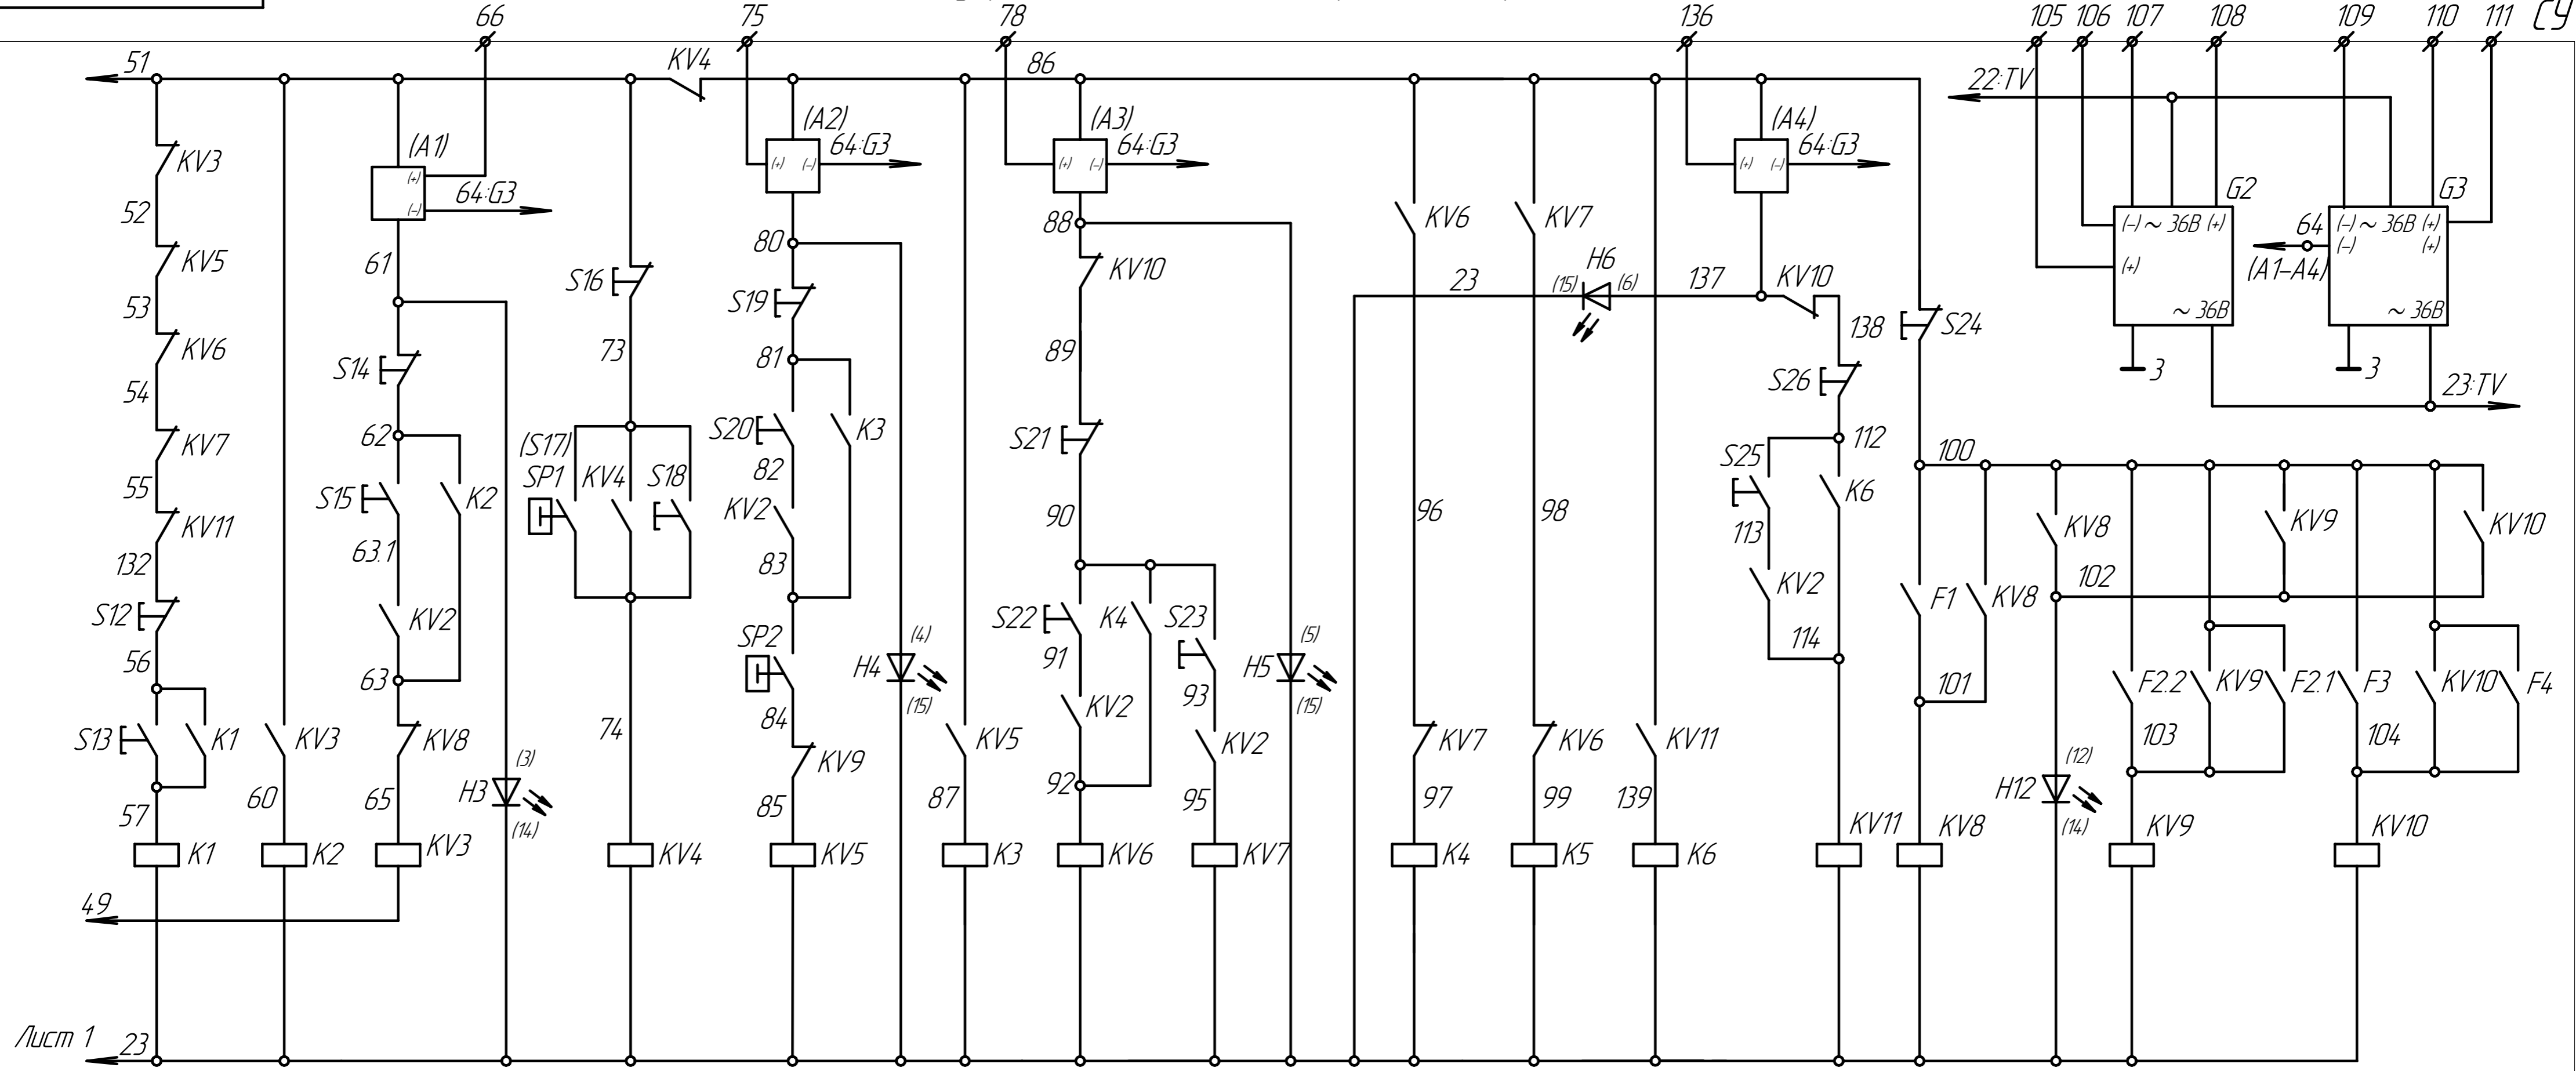 66 75 78 136 105 106 107 108 109 110 111 СУ
51 KV4 86 22:TV
(А1) (А2) (А3) (А4)
(+) (–) 64:G3
(+) (–) 64:G3
(+) (–) 64:G3
(+) (–) 64:G3
G2 G3
(–) ~ 36В (+)
(+)
~ 36В
64 (–) ~ 36В (+)
(–) (+)
(А1–А4)
~ 36В
3 3
23:TV
KV3
52
KV5
53
KV6
54
KV7
55
KV11
132
S12
56
S13 K1
57
K1
KV3
60
K2
61
S14
62
S15 K2
63.1
KV2
63
KV8
65
KV3
49
H3 (3)
(14)
S16
73
(S17)
SP1 KV4 S18
74
KV4
80
S19
81
S20 K3
82
KV2
83
SP2
84
KV9
85
KV5
(4)
H4
(15)
KV5
87
K3
88
KV10
89
S21
90
S22 K4 S23
91 93
KV2 KV2
92 95
KV6 KV7
(5)
H5
(15)
KV6
96
KV7
97
K4
KV7
98
KV6
99
K5
23 (15) H6 (6) 137 KV10
KV11
139
K6
138
S26
112
S25 K6
113
KV2
114
KV11
S24
100
F1 KV8
101
KV8
KV8
102
H12 (12)
(14)
KV9 KV10
F2.2 KV9 F2.1
103
KV9
F3 KV10 F4
104
KV10
Лист 1 23